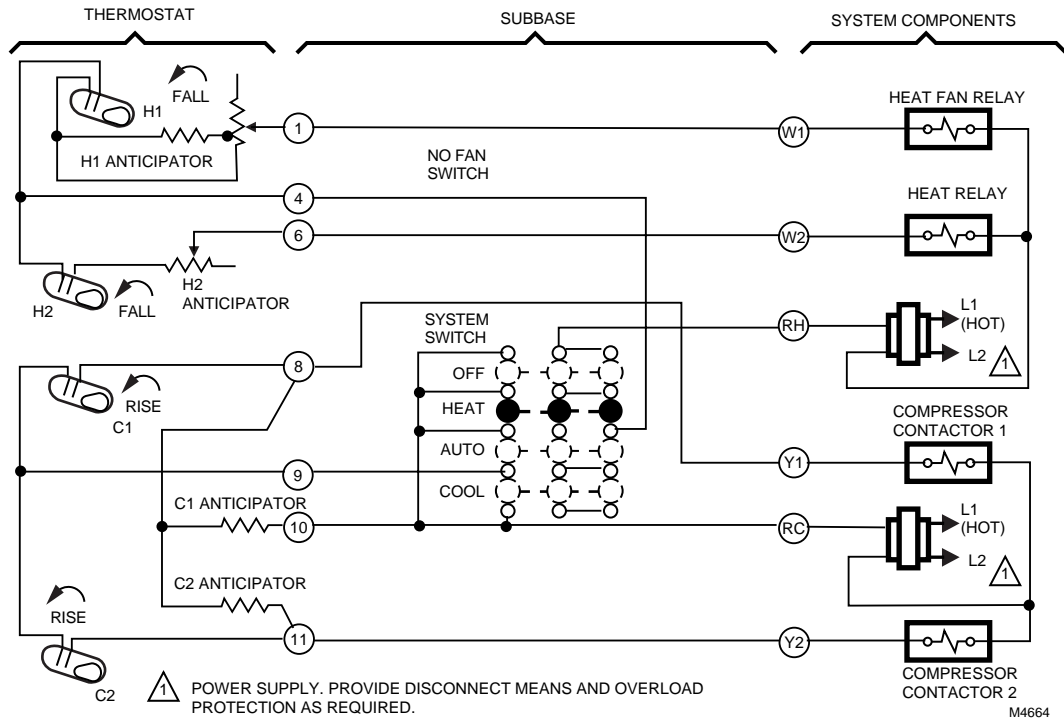 THERMOSTAT
SUBBASE
SYSTEM COMPONENTS
FALL
H1
H1 ANTICIPATOR
1
NO FAN
SWITCH
W1
HEAT FAN RELAY
4
6
W2
HEAT RELAY
H2
FALL
H2
ANTICIPATOR
SYSTEM
SWITCH
RH
L1
(HOT)
L2
1
8
OFF
HEAT
AUTO
COOL
RISE
C1
COMPRESSOR
CONTACTOR 1
Y1
9
C1 ANTICIPATOR
10
RC
L1
(HOT)
L2
1
C2 ANTICIPATOR
RISE
11
Y2
C2
COMPRESSOR
CONTACTOR 2
1
POWER SUPPLY. PROVIDE DISCONNECT MEANS AND OVERLOAD
PROTECTION AS REQUIRED.
M4664